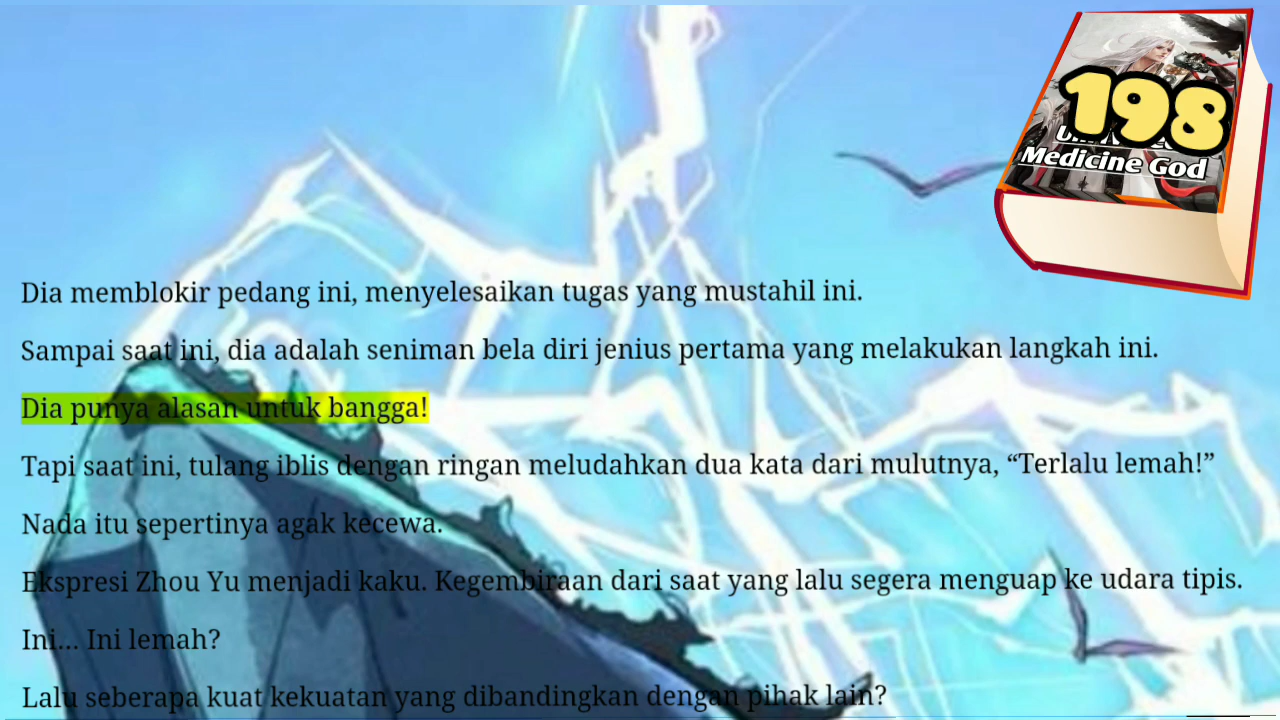 198
Medicine God
Dia memblokir pedang ini, menyelesaikan tugas yang mustahil ini.
Sampai saat ini, dia adalah seniman bela diri jenius pertama yang melakukan langkah ini.
Dia punya alasan untuk bangga!
Tapi saat ini, tulang iblis dengan ringan meludahkan dua kata dari mulutnya, “Terlalu lemah!”
Nada itu sepertinya agak kecewa.
Ekspresi Zhou Yu menjadi kaku. Kegembiraan dari saat yang lalu segera menguap ke udara tipis.
Ini... Ini lemah?
Lalu seberapa kuat kekuatan yang dibandingkan dengan pihak lain?